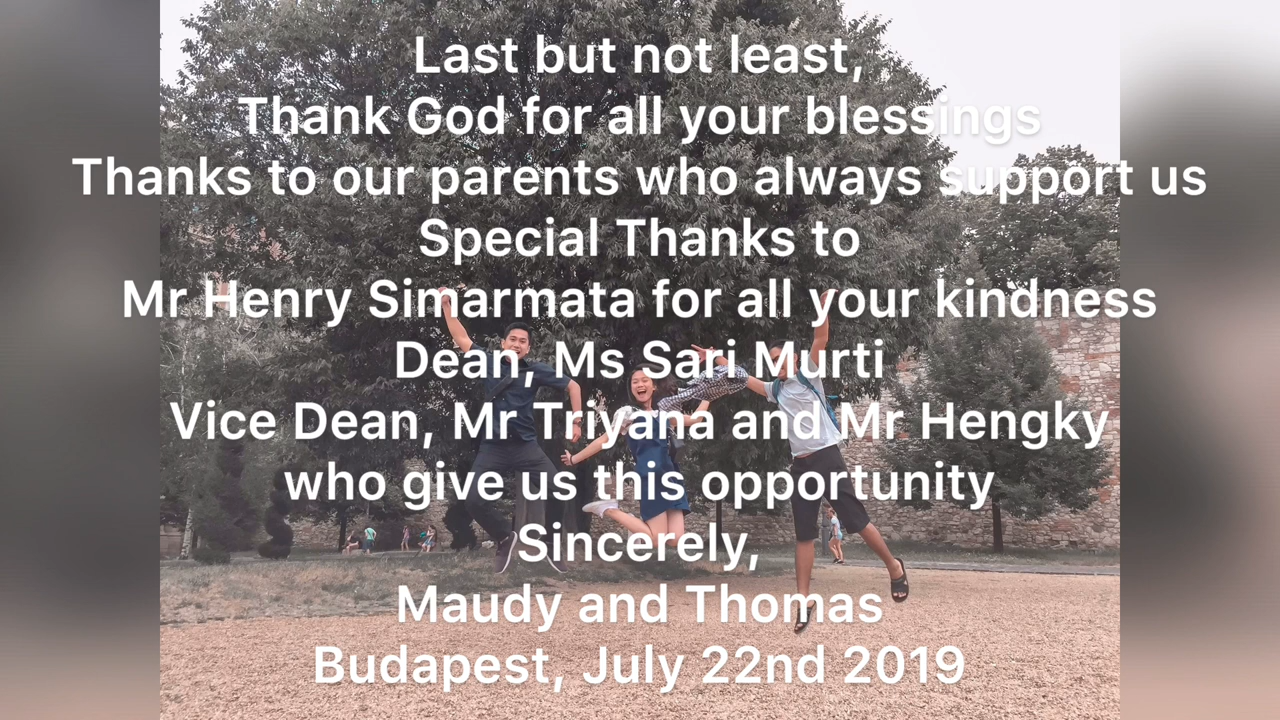 Last but not least,
Thank God for all your blessings
Thanks to our parents who always support us
Special Thanks to
Mr Henry Simarmata for all your kindness
Dean, Ms Sari Murti
Vice Dean, Mr Triyana and Mr Hengky
who give us this opportunity
Sincerely,
Maudy and Thomas
Budapest, July 22nd 2019